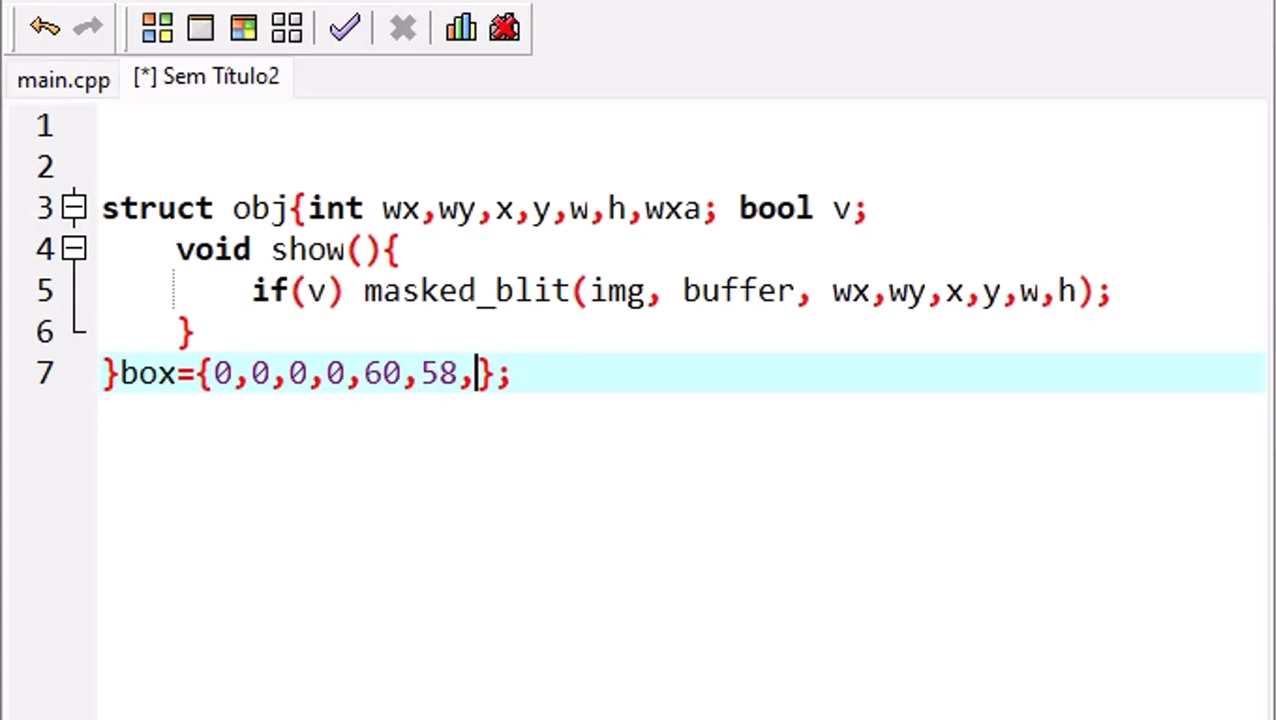 main.cpp
[*] Sem Título2
1
2
3 struct obj{int wx,wy,x,y,w,h,wxa; bool v;
4 void show(){
5 if(v) masked_blit(img, buffer, wx,wy,x,y,w,h);
6 }
7 }box={0,0,0,0,60,58,};